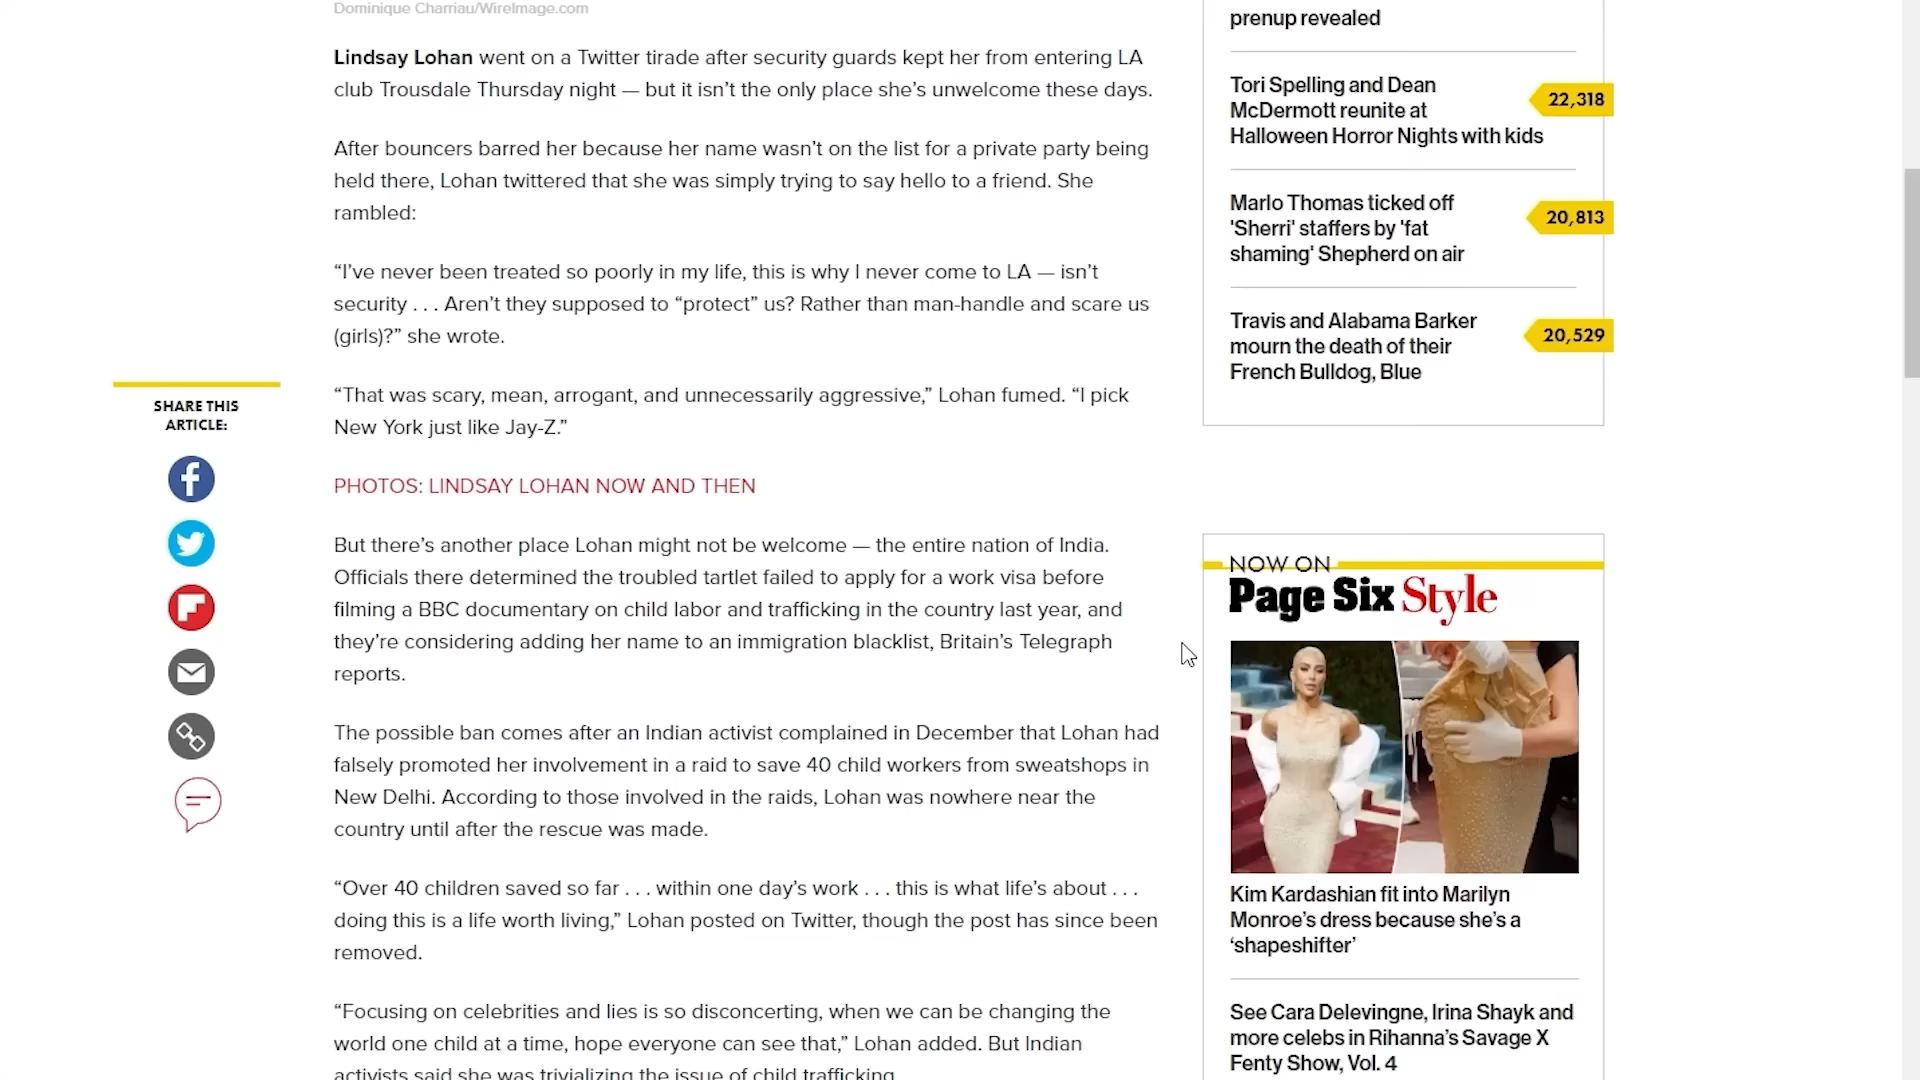 Dominique Charriau/WireImage.com
Lindsay Lohan went on a Twitter tirade after security guards kept her from entering LA
club Trousdale Thursday night — but it isn’t the only place she’s unwelcome these days.
After bouncers barred her because her name wasn’t on the list for a private party being
held there, Lohan twittered that she was simply trying to say hello to a friend. She
rambled:
“I’ve never been treated so poorly in my life, this is why I never come to LA — isn’t
security . . . Aren’t they supposed to “protect” us? Rather than man-handle and scare us
(girls)?” she wrote.
“That was scary, mean, arrogant, and unnecessarily aggressive,” Lohan fumed. “I pick
New York just like Jay-Z.”
PHOTOS: LINDSAY LOHAN NOW AND THEN
But there’s another place Lohan might not be welcome — the entire nation of India.
Officials there determined the troubled tartlet failed to apply for a work visa before
filming a BBC documentary on child labor and trafficking in the country last year, and
they’re considering adding her name to an immigration blacklist, Britain’s Telegraph
reports.
The possible ban comes after an Indian activist complained in December that Lohan had
falsely promoted her involvement in a raid to save 40 child workers from sweatshops in
New Delhi. According to those involved in the raids, Lohan was nowhere near the
country until after the rescue was made.
“Over 40 children saved so far . . . within one day’s work . . . this is what life’s about . . .
doing this is a life worth living,” Lohan posted on Twitter, though the post has since been
removed.
“Focusing on celebrities and lies is so disconcerting, when we can be changing the
world one child at a time, hope everyone can see that,” Lohan added. But Indian
activists said she was trivializing the issue of child trafficking.
SHARE THIS
ARTICLE:
prenup revealed
Tori Spelling and Dean
McDermott reunite at
Halloween Horror Nights with kids
22,318
Marlo Thomas ticked off
'Sherri' staffers by 'fat
shaming' Shepherd on air
20,813
Travis and Alabama Barker
mourn the death of their
French Bulldog, Blue
20,529
NOW ON
Page Six Style
Kim Kardashian fit into Marilyn
Monroe’s dress because she’s a
‘shapeshifter’
See Cara Delevingne, Irina Shayk and
more celebs in Rihanna’s Savage X
Fenty Show, Vol. 4